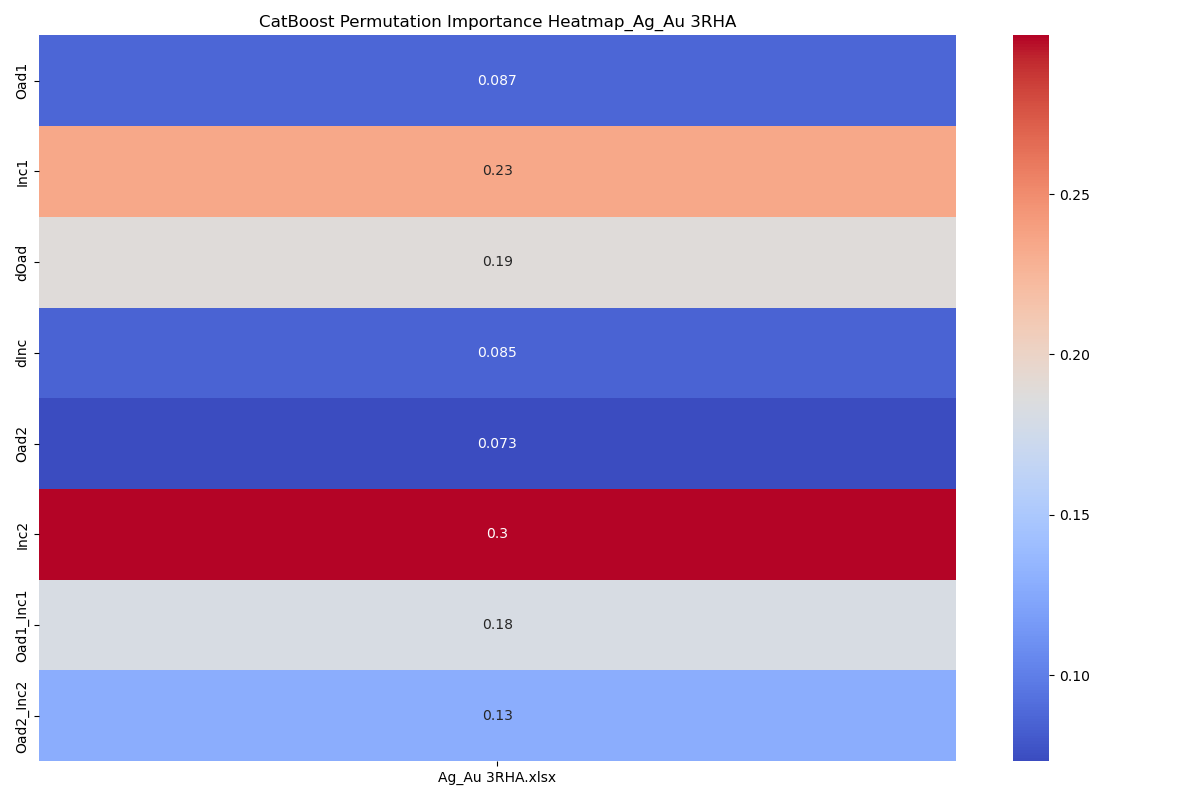 CatBoost Permutation Importance Heatmap_Ag_Au 3RHA
Oad1
0.087
Inc1
0.23
dOad
0.19
dInc
0.085
Oad2
0.073
Inc2
0.3
Oad1_Inc1
0.18
Oad2_Inc2
0.13
Ag_Au 3RHA.xlsx
0.25
0.20
0.15
0.10